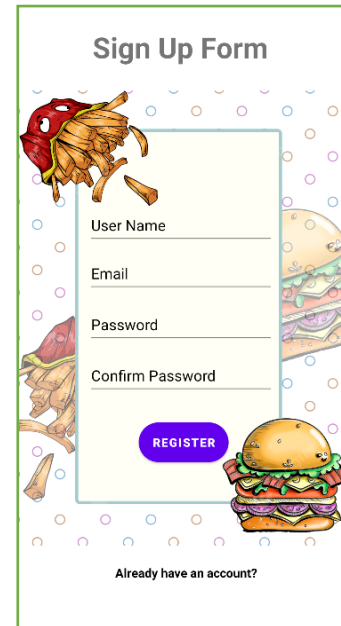 Sign Up Form
User Name
Email
Password
Confirm Password
REGISTER
Already have an account?